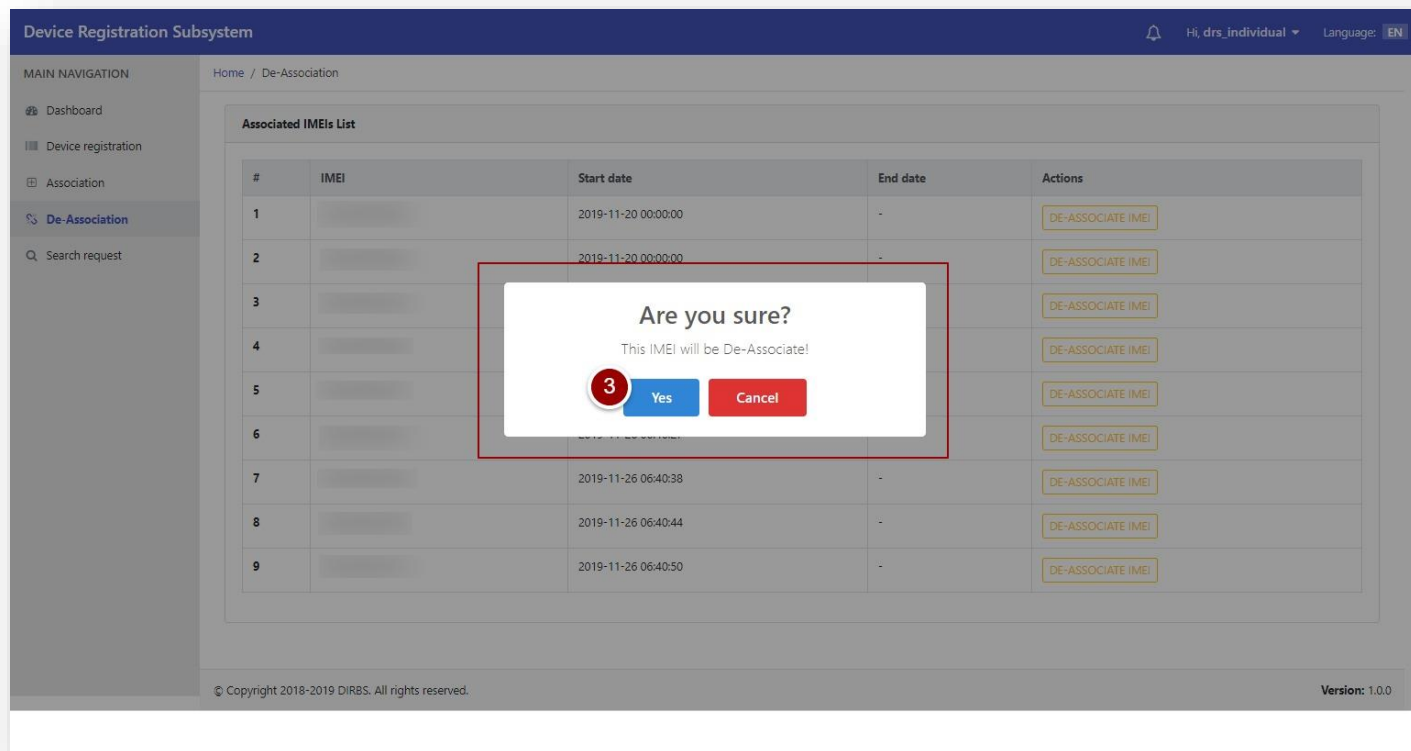 Device Registration Subsystem
Hi, drs_individual Language: EN
MAIN NAVIGATION
Home / De-Association
Dashboard
Device registration
Association
De-Association
Search request
Associated IMEIs List
# IMEI Start date End date Actions
1 2019-11-20 00:00:00 - DE-ASSOCIATE IMEI
2 2019-11-20 00:00:00 - DE-ASSOCIATE IMEI
3 DE-ASSOCIATE IMEI
4 DE-ASSOCIATE IMEI
5 DE-ASSOCIATE IMEI
6 DE-ASSOCIATE IMEI
7 2019-11-26 06:40:38 - DE-ASSOCIATE IMEI
8 2019-11-26 06:40:44 - DE-ASSOCIATE IMEI
9 2019-11-26 06:40:50 - DE-ASSOCIATE IMEI
Are you sure?
This IMEI will be De-Associate!
3 Yes Cancel
© Copyright 2018-2019 DIRBS. All rights reserved.
Version: 1.0.0